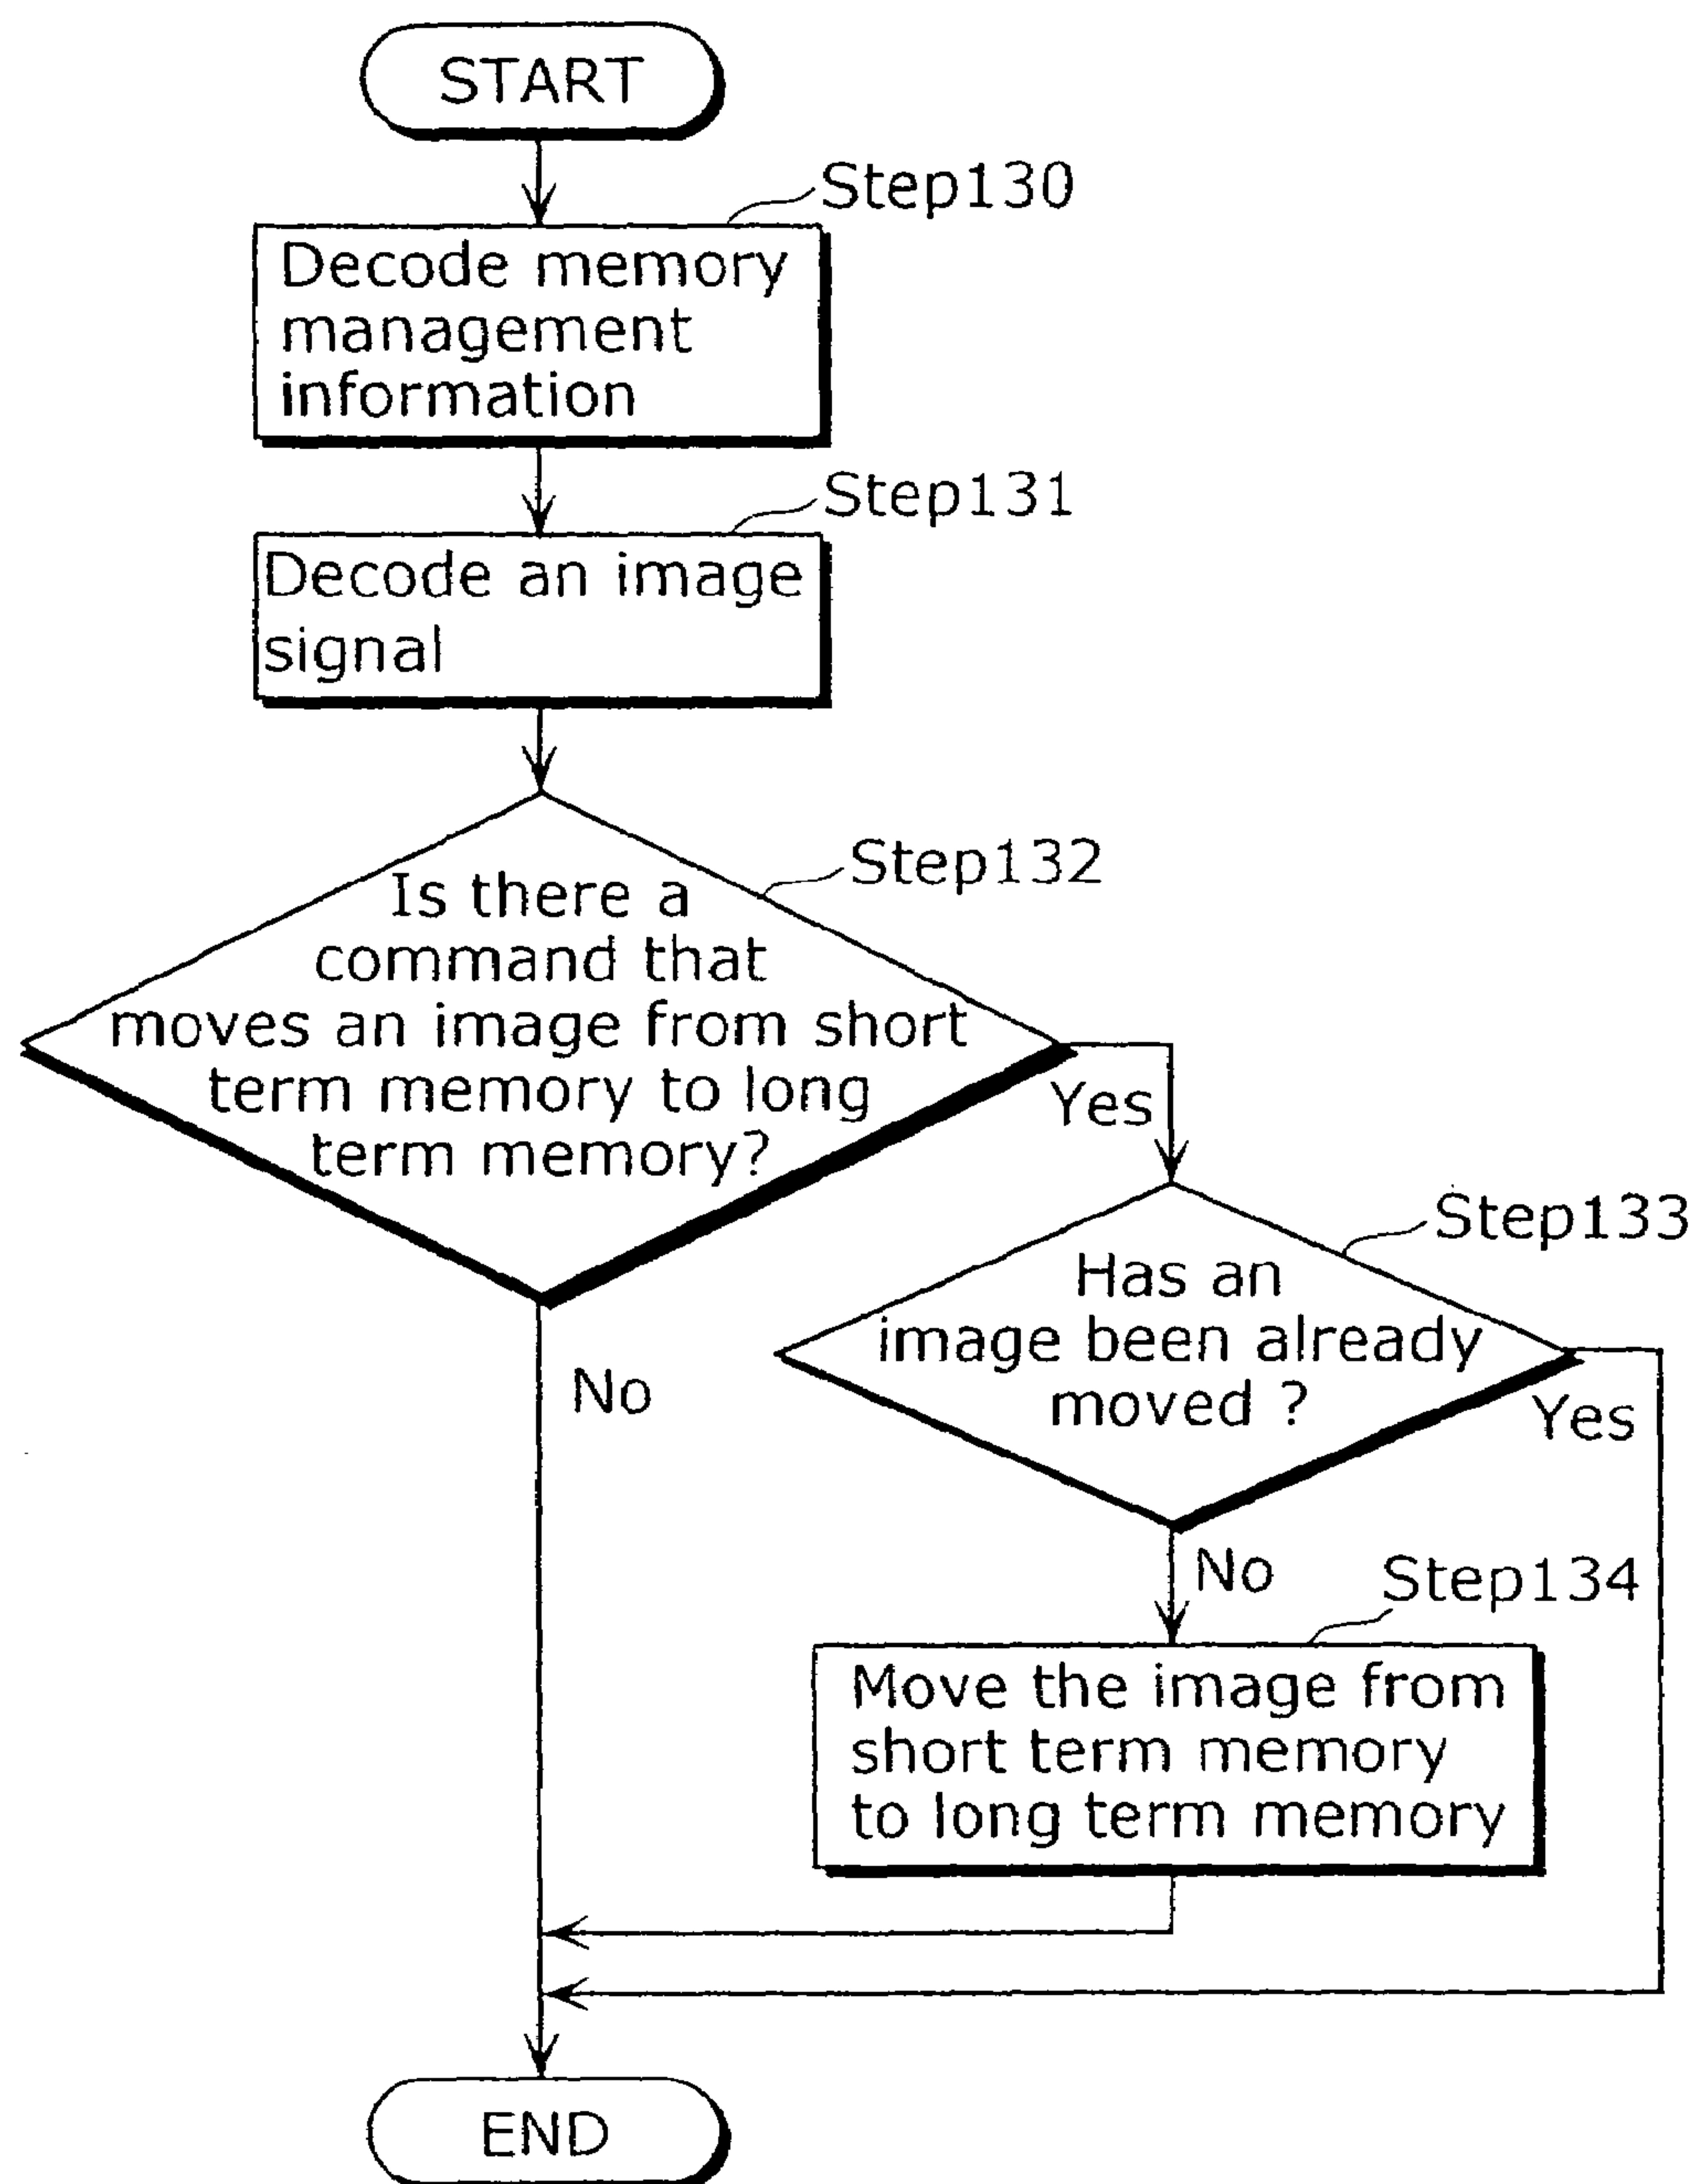 START
Step130
Decode memory
management
information
Step131
Decode an image
signal
Step132
Is there a
command that
moves an image from short
term memory to long
term memory?
Yes
No
Step133
Has an
image been already
moved ?
Yes
No
Step134
Move the image from
short term memory
to long term memory
END